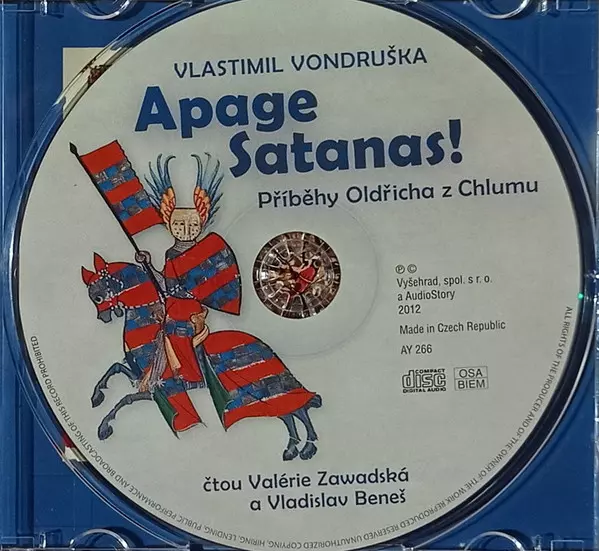 VLASTIMIL VONDRUŠKA
Apage
Satanas!
Příběhy Oldřicha z Chlumu
℗ ©
Vyšehrad, spol. s r. o.
a AudioStory
2012
Made in Czech Republic
AY 266
COMPACT
disc
DIGITAL AUDIO
OSA
BIEM
čtou Valérie Zawadská
a Vladislav Beneš
ALL RIGHTS OF THE PRODUCER AND OF THE OWNER OF THE WORK REPRODUCED RESERVED UNAUTHORIZED COPYING, HIRING, LENDING, PUBLIC PERFORMANCE AND BROADCASTING OF THIS RECORD PROHIBITED